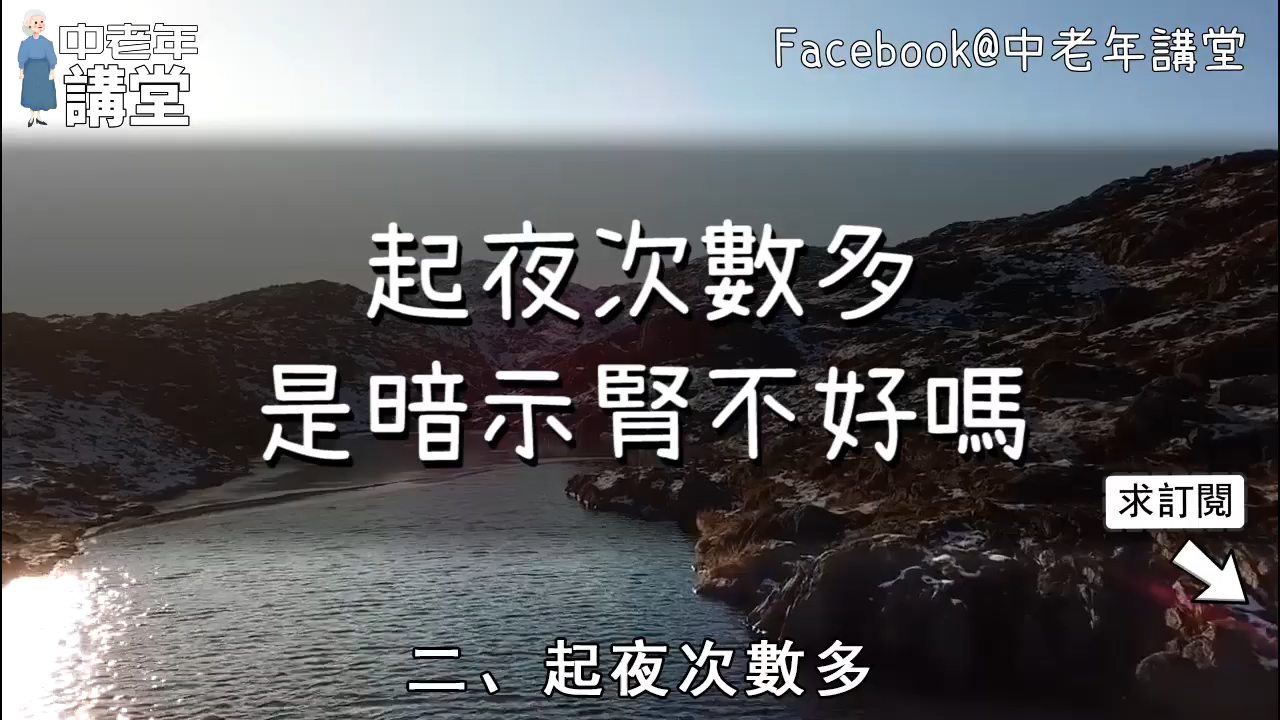 中老年
講堂
Facebook@中老年講堂
起夜次數多
是暗示腎不好嗎
求訂閱
二、起夜次數多